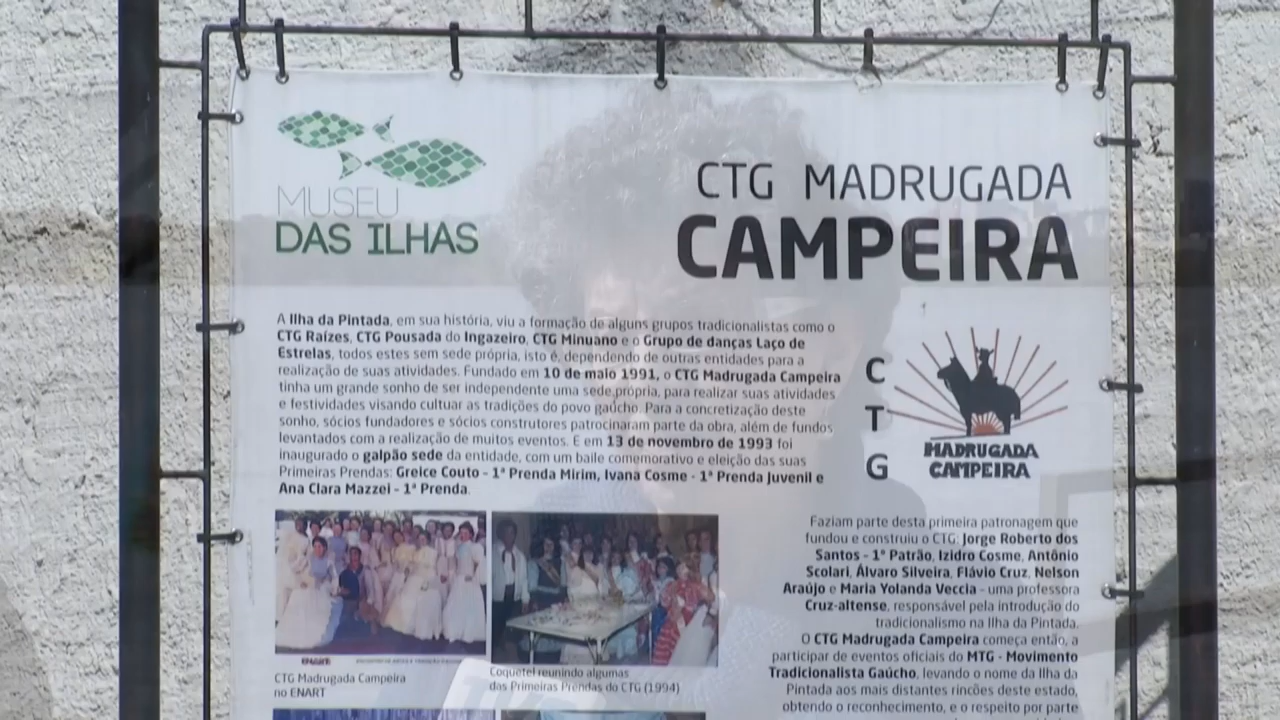 MUSEU
DAS ILHAS
CTG MADRUGADA
CAMPEIRA
A Ilha da Pintada, em sua história, viu a formação de alguns grupos tradicionalistas como o
CTG Raízes, CTG Pousada do Ingazeiro, CTG Minuano e o Grupo de danças Laço de
Estrelas, todos estes sem sede própria, isto é, dependendo de outras entidades para a
realização de suas atividades. Fundado em 10 de maio 1991, o CTG Madrugada Campeira
tinha um grande sonho de ser independente uma sede própria, para realizar suas atividades
e festividades visando cultuar as tradições do povo gaúcho. Para a concretização deste
sonho, sócios fundadores e sócios construtores patrocinaram parte da obra, além de fundos
levantados com a realização de muitos eventos. E em 13 de novembro de 1993 foi
inaugurado o galpão sede da entidade, com um baile comemorativo e eleição das suas
Primeiras Prendas: Greice Couto - 1ª Prenda Mirim, Ivana Cosme - 1ª Prenda Juvenil e
Ana Clara Mazzei - 1ª Prenda.
C
T
G
MADRUGADA
CAMPEIRA
ENART
CTG Madrugada Campeira
no ENART
Coquetel reunindo algumas
das Primeiras Prendas do CTG (1994)
Faziam parte desta primeira patronagem que
fundou e construiu o CTG: Jorge Roberto dos
Santos - 1º Patrão, Izidro Cosme, Antônio
Scolari, Álvaro Silveira, Flávio Cruz, Nelson
Araújo e Maria Yolanda Veccia - uma professora
Cruz-altense, responsável pela introdução do
tradicionalismo na Ilha da Pintada.
O CTG Madrugada Campeira começa então, a
participar de eventos oficiais do MTG - Movimento
Tradicionalista Gaúcho, levando o nome da Ilha da
Pintada aos mais distantes rincões deste estado,
obtendo o reconhecimento, e o respeito por parte